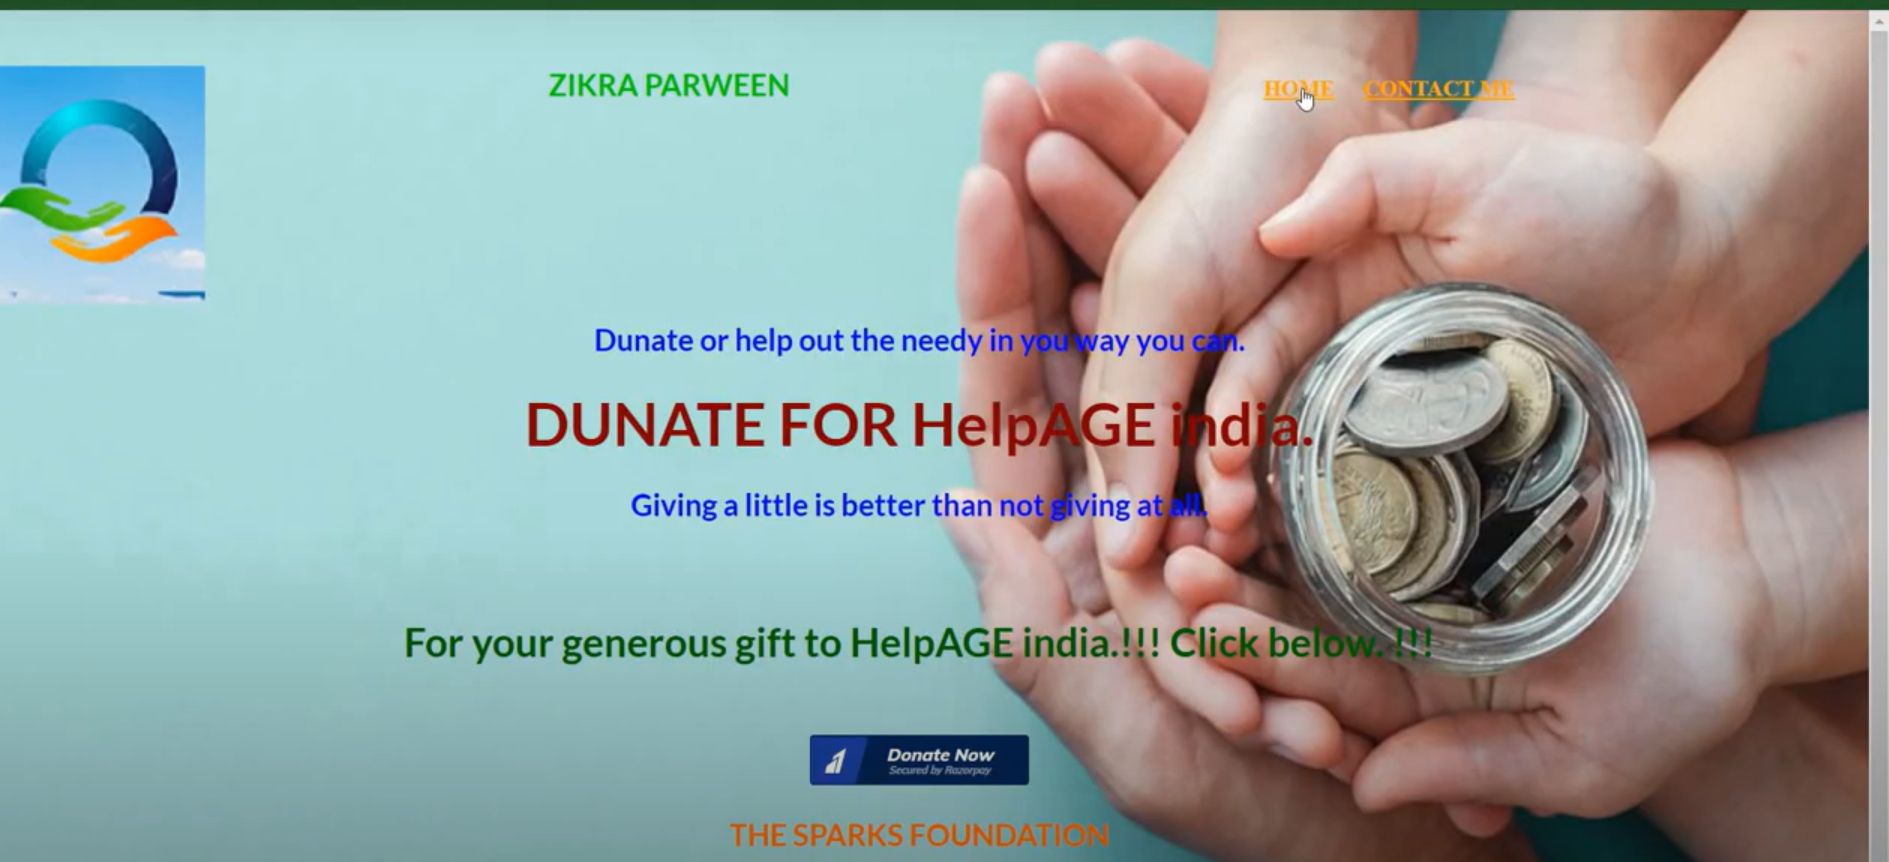 ZIKRA PARWEEN
HOME CONTACT ME
Dunate or help out the needy in you way you can.
DUNATE FOR HelpAGE india.
Giving a little is better than not giving at all.
For your generous gift to HelpAGE india.!!! Click below. !!!
Donate Now
Secured by Razorpay
THE SPARKS FOUNDATION